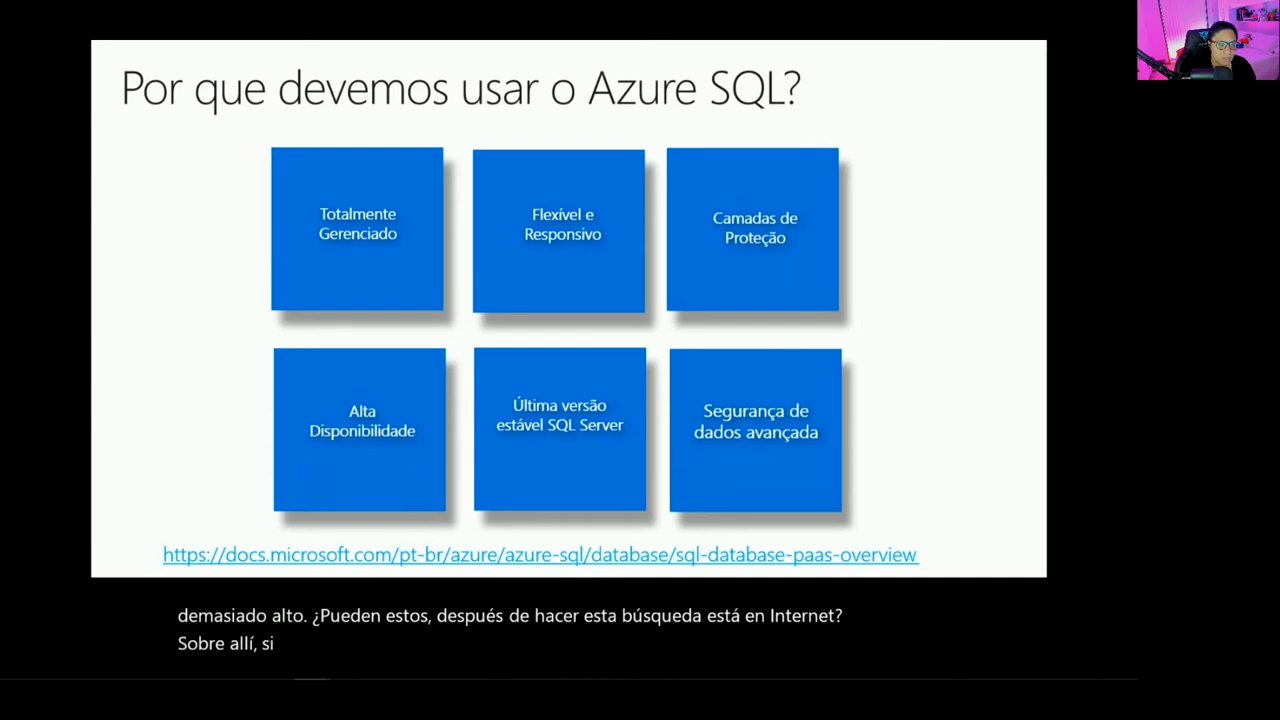 Por que devemos usar o Azure SQL?
Totalmente
Gerenciado
Flexível e
Responsivo
Camadas de
Proteção
Alta
Disponibilidade
Última versão
estável SQL Server
Segurança de
dados avançada
https://docs.microsoft.com/pt-br/azure/azure-sql/database/sql-database-paas-overview
demasiado alto. ¿Pueden estos, después de hacer esta búsqueda está en Internet?
Sobre allí, si